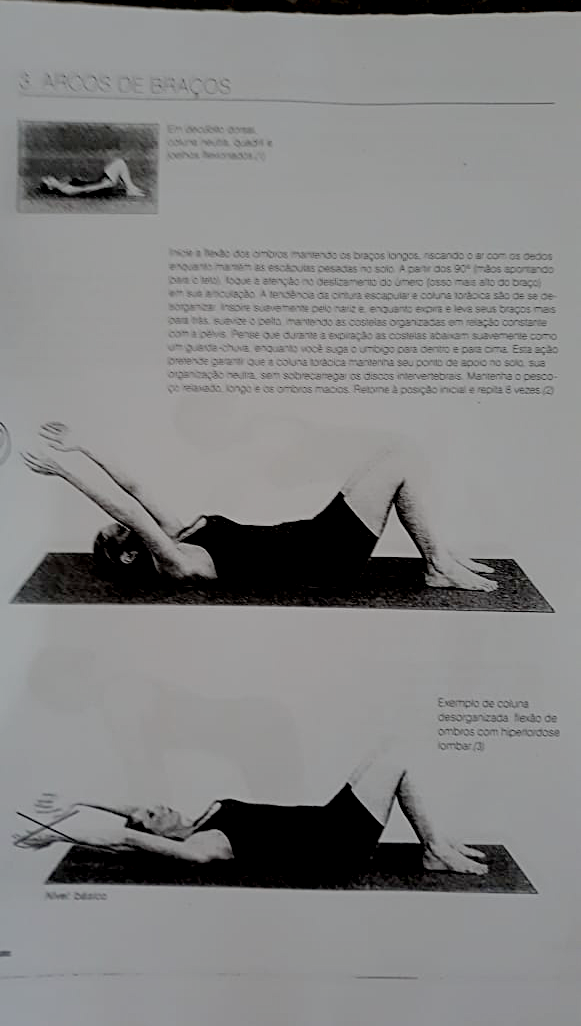 3. ARCOS DE BRAÇOS
Em decúbito dorsal,
coluna neutra, quadril e
joelhos flexionados.(1)
Inicie a flexão dos ombros mantendo os braços longos, riscando o ar com os dedos
enquanto mantém as escápulas pesadas no solo. A partir dos 90º (mãos apontando
para o teto), foque a atenção no deslizamento do úmero (osso mais alto do braço)
em sua articulação. A tendência da cintura escapular e coluna torácica são de se de-
sorganizar. Inspire suavemente pelo nariz e, enquanto expira e leva seus braços mais
para trás, suavize o peito, mantendo as costelas organizadas em relação constante
com a pélvis. Pense que durante a expiração as costelas abaixam suavemente como
um guarda-chuva, enquanto você suga o umbigo para dentro e para cima. Esta ação
pretende garantir que a coluna torácica mantenha seu ponto de apoio no solo, sua
organização neutra, sem sobrecarregar os discos intervertebrais. Mantenha o pesco-
ço relaxado, longo e os ombros macios. Retorne à posição inicial e repita 8 vezes.(2)
Exemplo de coluna
desorganizada: flexão de
ombros com hiperlordose
lombar.(3)
Nível: básico